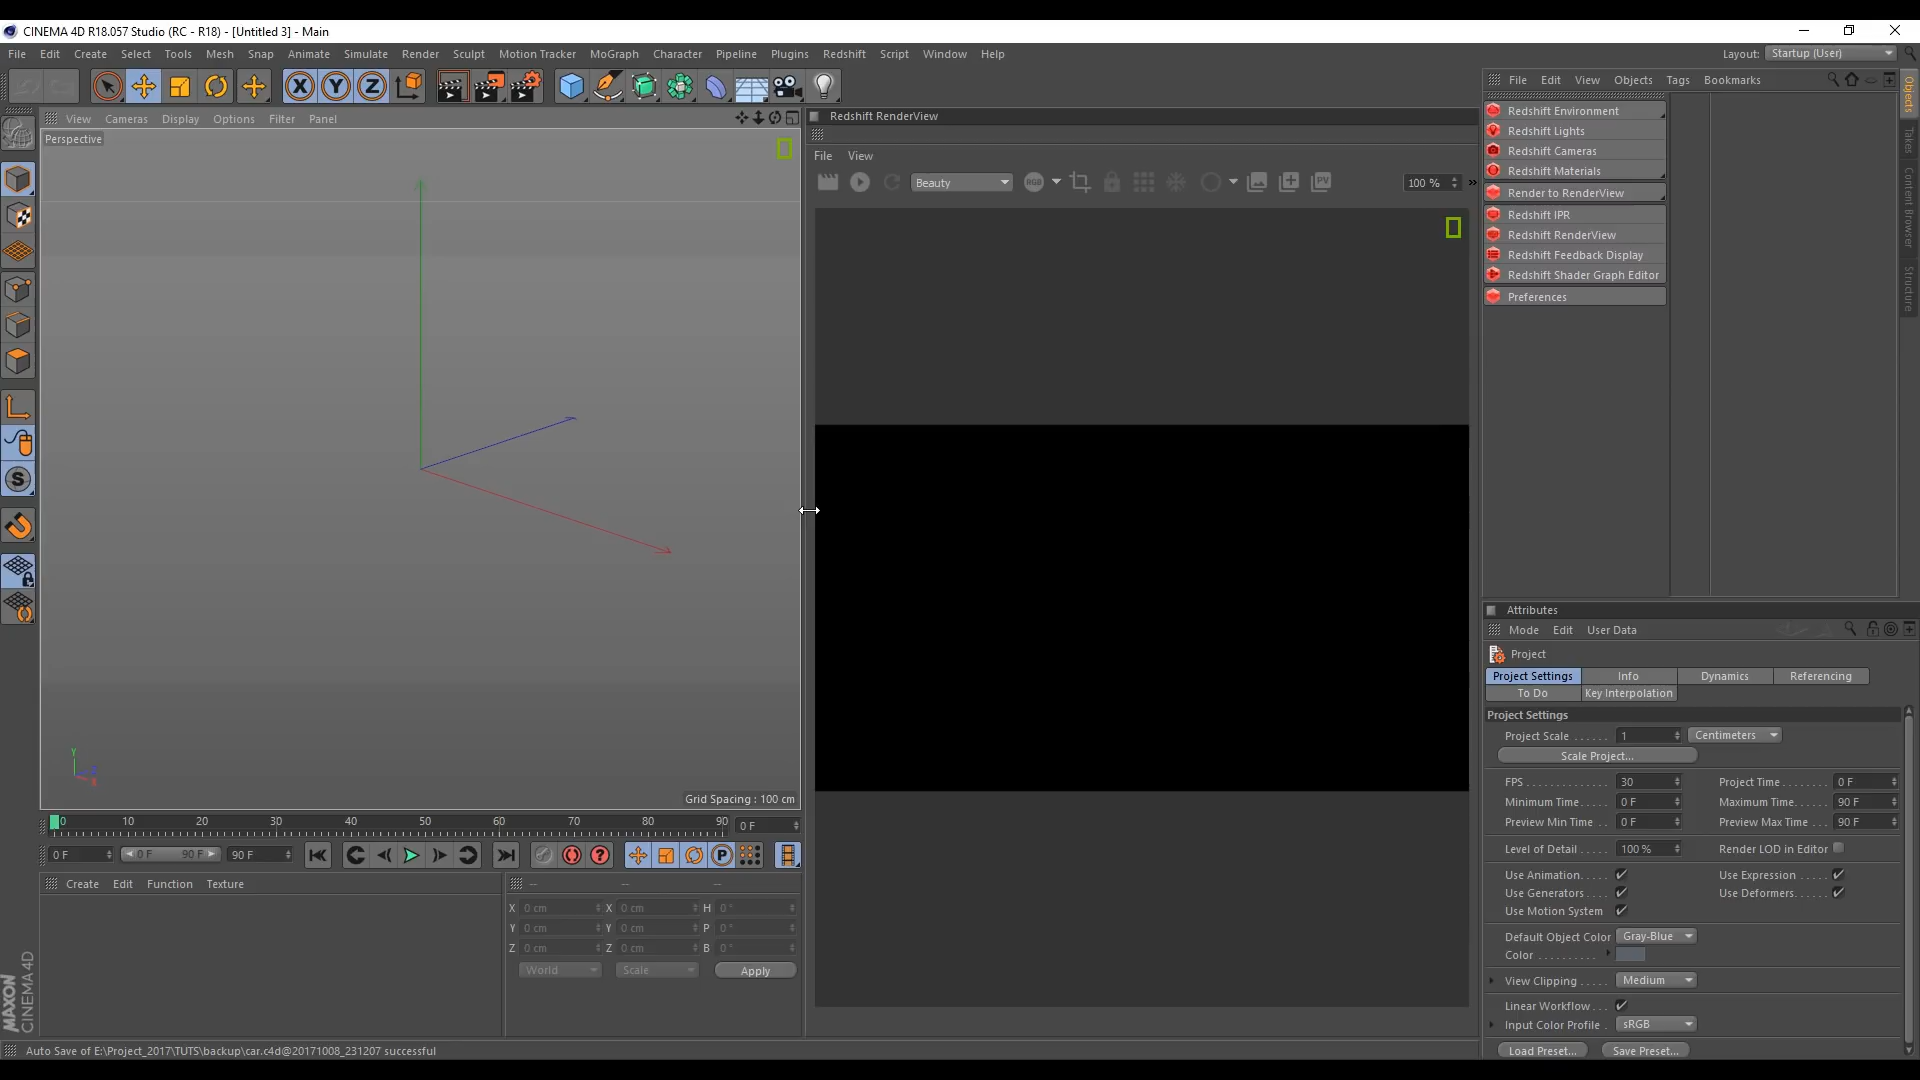 CINEMA 4D R18.057 Studio (RC - R18) - [Untitled 3] - Main
File Edit Create Select Tools Mesh Snap Animate Simulate Render Sculpt Motion Tracker MoGraph Character Pipeline Plugins Redshift Script Window Help
Layout: Startup (User)
X Y Z
View Cameras Display Options Filter Panel
Perspective
Y
X
Grid Spacing : 100 cm
Redshift RenderView
File View
Beauty
RGB
PV
100 %
»
File Edit View Objects Tags Bookmarks
Redshift Environment
Redshift Lights
Redshift Cameras
Redshift Materials
Render to RenderView
Redshift IPR
Redshift RenderView
Redshift Feedback Display
Redshift Shader Graph Editor
Preferences
Objects
Takes
Content Browser
Structure
Attributes
Mode Edit User Data
Project
Project Settings Info Dynamics Referencing
To Do Key Interpolation
Project Settings
Project Scale . . . . . . 1 Centimeters
Scale Project...
FPS . . . . . . . . . . . . . 30 Project Time . . . . . . . . 0 F
Minimum Time . . . . . 0 F Maximum Time. . . . . . 90 F
Preview Min Time . . 0 F Preview Max Time . . . 90 F
Level of Detail . . . . . 100 % Render LOD in Editor
Use Animation. . . . . Use Expression . . . . .
Use Generators . . . . Use Deformers. . . . . .
Use Motion System
Default Object Color Gray-Blue
Color . . . . . . . . . .
View Clipping . . . . . Medium
Linear Workflow . . .
Input Color Profile . sRGB
Load Preset... Save Preset...
0 10 20 30 40 50 60 70 80 90 0 F
0 F 0 F 90 F 90 F
P
S
Create Edit Function Texture
-- -- --
X 0 cm X 0 cm H 0 °
Y 0 cm Y 0 cm P 0 °
Z 0 cm Z 0 cm B 0 °
World Scale Apply
MAXON
CINEMA 4D
Auto Save of E:\Project_2017\TUTS\backup\car.c4d@20171008_231207 successful